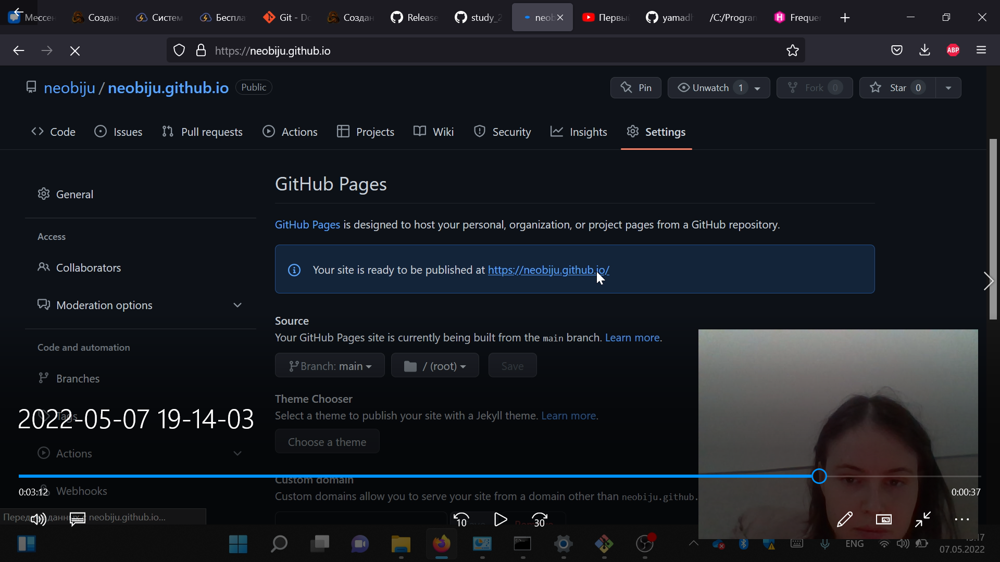 Мессен
Создан
Систем
Беспла
Git - Do
Создан
Release
study_2
neob
Первы
yamadh
/C:/Program
Freque
https://neobiju.github.io
ABP
neobiju / neobiju.github.io Public
Pin
Unwatch 1
Fork 0
Star 0
Code
Issues
Pull requests
Actions
Projects
Wiki
Security
Insights
Settings
General
Access
Collaborators
Moderation options
Code and automation
Branches
Tags
Actions
Webhooks
GitHub Pages
GitHub Pages is designed to host your personal, organization, or project pages from a GitHub repository.
Your site is ready to be published at https://neobiju.github.io/
Source
Your GitHub Pages site is currently being built from the main branch. Learn more.
Branch: main
/ (root)
Save
Theme Chooser
Select a theme to publish your site with a Jekyll theme. Learn more.
Choose a theme
Custom domain
Custom domains allow you to serve your site from a domain other than neobiju.github.
2022-05-07 19-14-03
0:03:12
0:00:37
neobiju.github.io...
10
30
ENG
07.05.2022